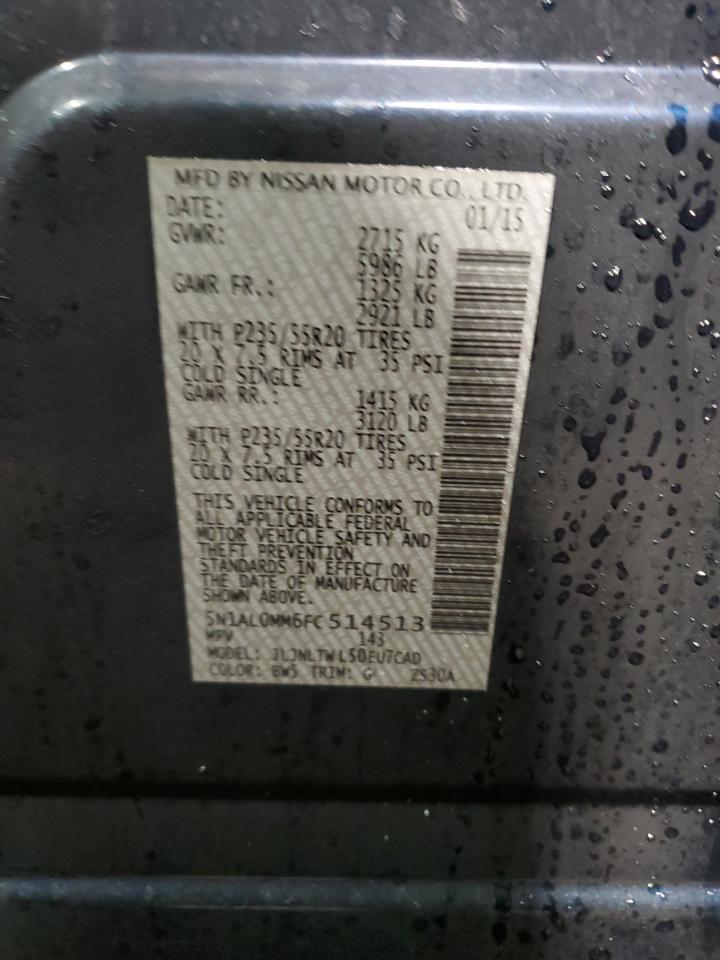 MFD BY NISSAN MOTOR CO., LTD.
DATE: 01/15
GVWR: 2715 KG
5986 LB
GAWR FR.: 1325 KG
2921 LB
WITH P235/55R20 TIRES
20 X 7.5 RIMS AT 35 PSI
COLD SINGLE
GAWR RR.: 1415 KG
3120 LB
WITH P235/55R20 TIRES
20 X 7.5 RIMS AT 35 PSI
COLD SINGLE
THIS VEHICLE CONFORMS TO
ALL APPLICABLE FEDERAL
MOTOR VEHICLE SAFETY AND
THEFT PREVENTION
STANDARDS IN EFFECT ON
THE DATE OF MANUFACTURE
SHOWN ABOVE.
5N1AL0MM6FC514513
MPV 143
MODEL: JLJNLTWL50EU7CAD
COLOR: BW5 TRIM: G ZS30A